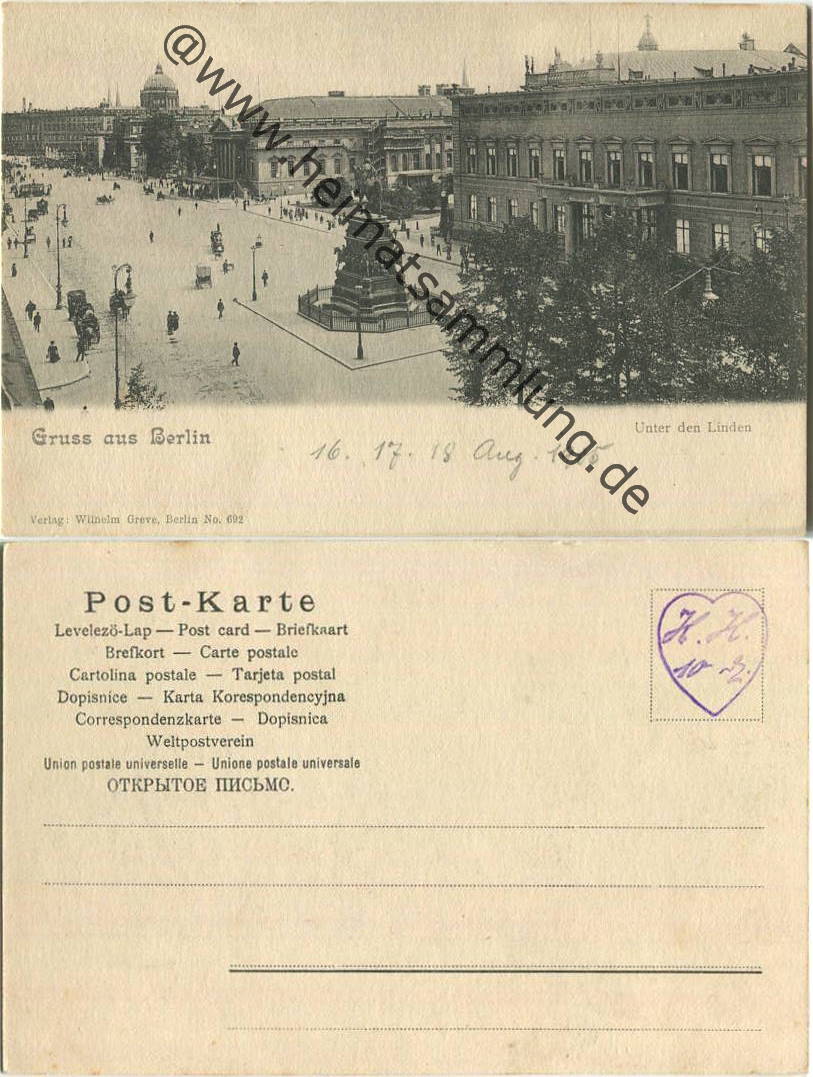 @www.heimatsammlung.de
Gruss aus Berlin
Unter den Linden
16. 17. 18 Aug.
Verlag: Wilhelm Greve, Berlin No. 692
Post-Karte
Levelező-Lap — Post card — Briefkaart
Brefkort — Carte postale
Cartolina postale — Tarjeta postal
Dopisnice — Karta Korespondencyjna
Correspondenzkarte — Dopisnica
Weltpostverein
Union postale universelle — Unione postale universale
ОТКРЫТОЕ ПИСЬМО.
H. H.
10